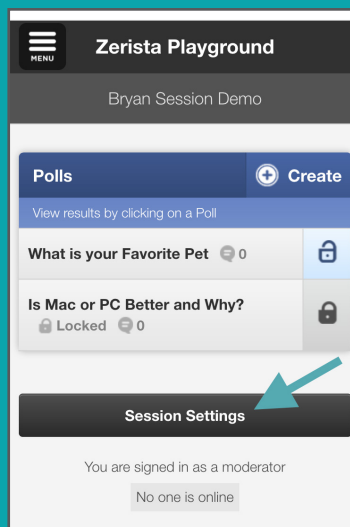 MENU
Zerista Playground
Bryan Session Demo
Polls
Create
View results by clicking on a Poll
What is your Favorite Pet 0
Is Mac or PC Better and Why?
Locked 0
Session Settings
You are signed in as a moderator
No one is online